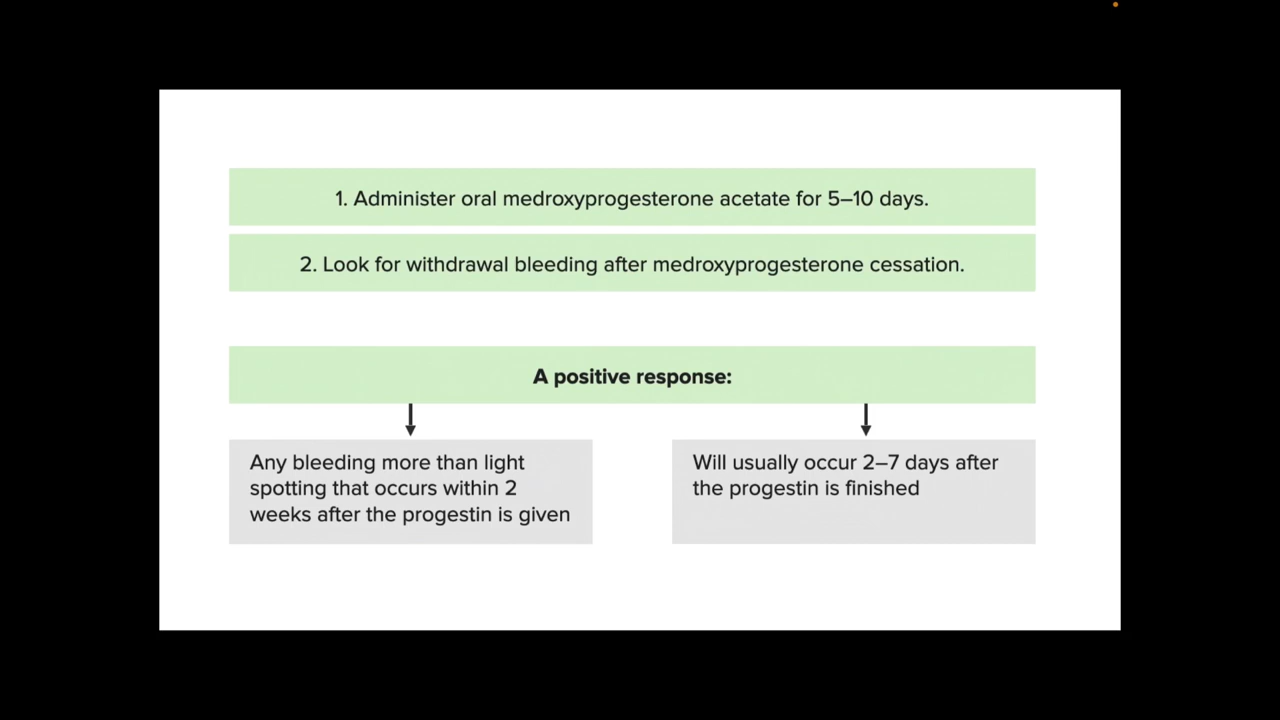 1. Administer oral medroxyprogesterone acetate for 5–10 days.
2. Look for withdrawal bleeding after medroxyprogesterone cessation.
A positive response:
Any bleeding more than light
spotting that occurs within 2
weeks after the progestin is given
Will usually occur 2–7 days after
the progestin is finished